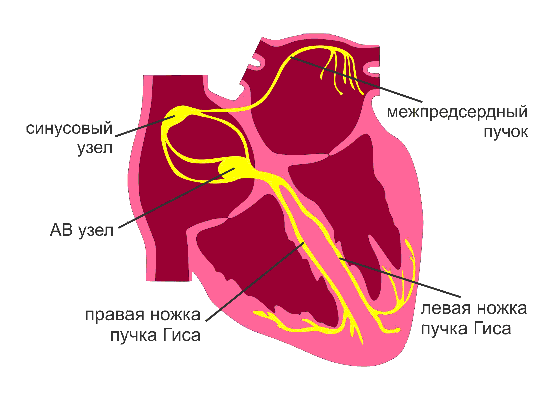 межпредсердный
пучок
синусовый
узел
АВ узел
правая ножка
пучка Гиса
левая ножка
пучка Гиса